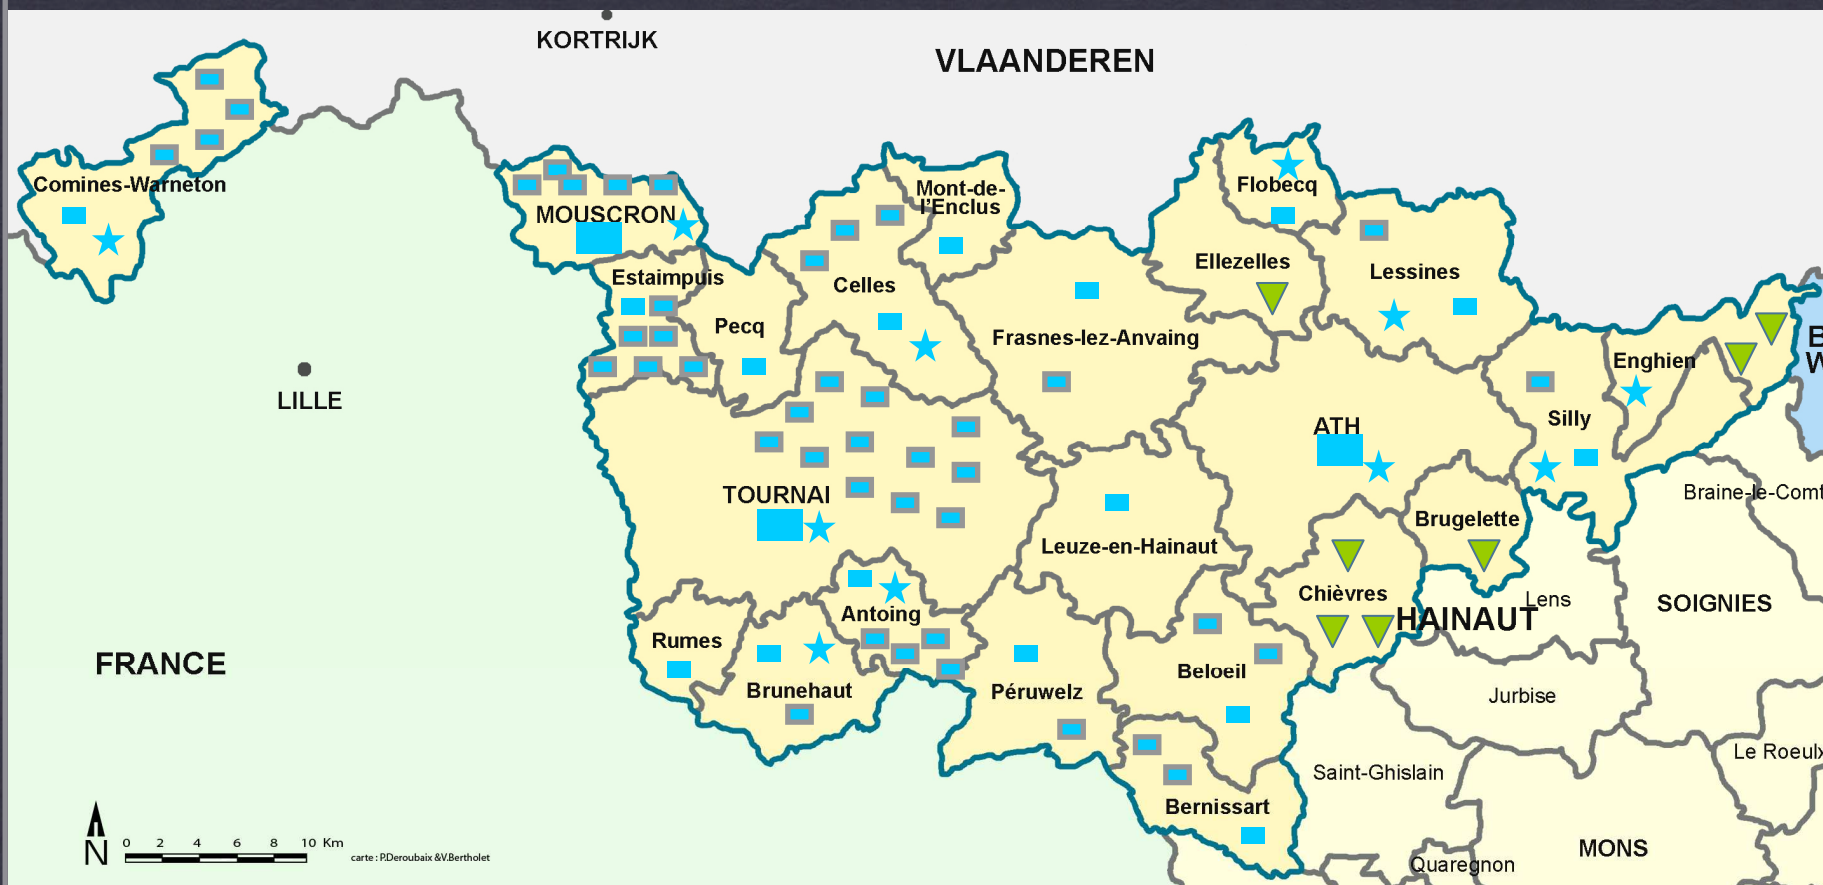 KORTRIJK
VLAANDEREN
Comines-Warneton
MOUSCRON
Mont-de-
l'Enclus
Flobecq
Estaimpuis
Celles
Ellezelles
Lessines
Pecq
Frasnes-lez-Anvaing
Enghien
B
W
LILLE
Silly
ATH
TOURNAI
Braine-le-Comt
Brugelette
Leuze-en-Hainaut
Chièvres
Lens
HAINAUT
SOIGNIES
Antoing
Rumes
FRANCE
Brunehaut
Péruwelz
Beloeil
Jurbise
Le Roeulx
Saint-Ghislain
Bernissart
MONS
Quaregnon
N
0 2 4 6 8 10 Km
carte : P.Deroubaix &V.Bertholet